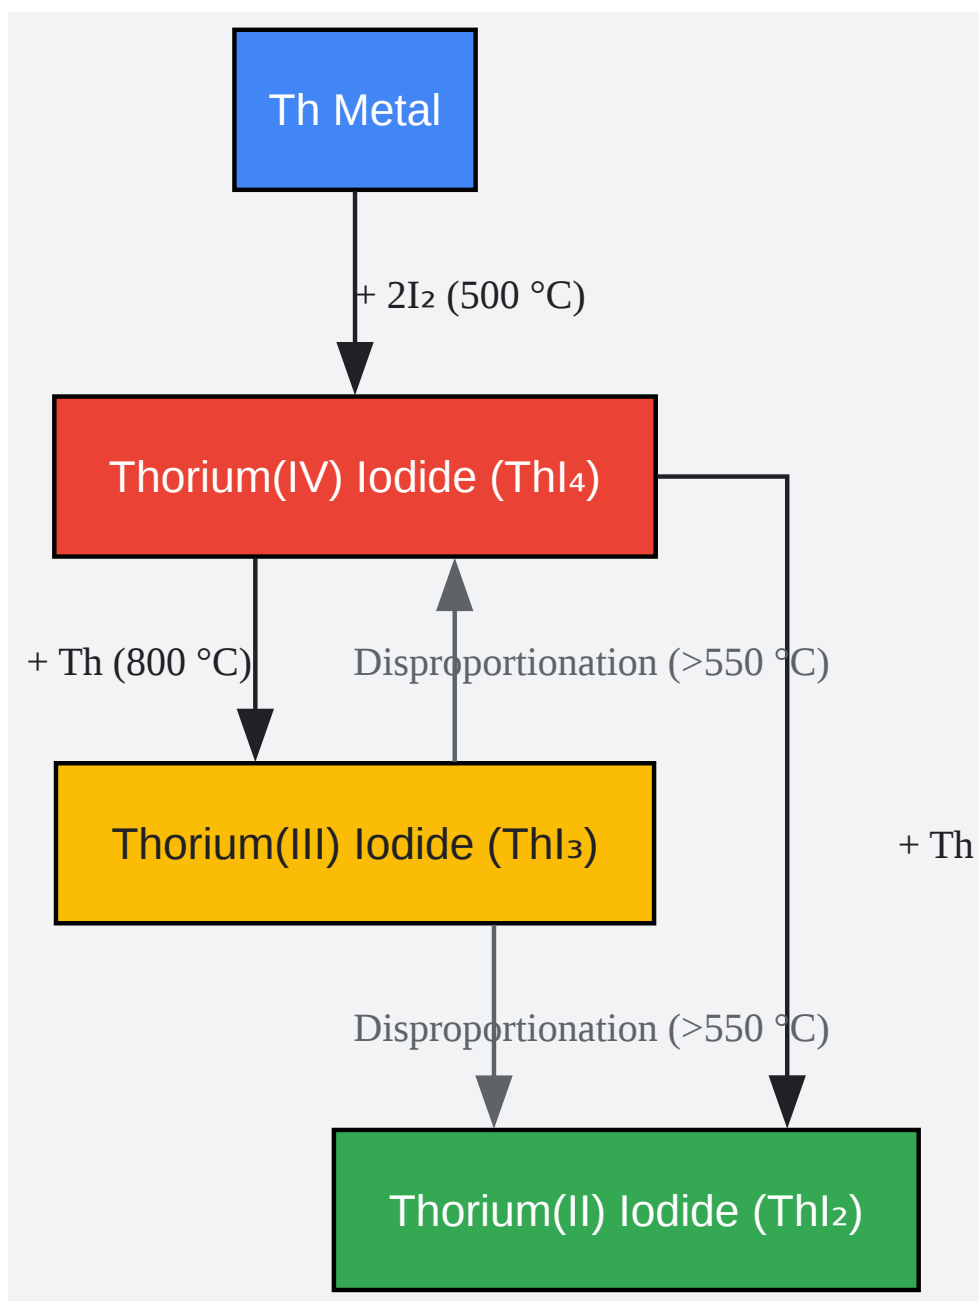 Th Metal
+ 2I₂ (500 °C)
Thorium(IV) Iodide (ThI₄)
+ Th (800 °C)
Disproportionation (>550 °C)
Thorium(III) Iodide (ThI₃)
+ Th
Disproportionation (>550 °C)
Thorium(II) Iodide (ThI₂)